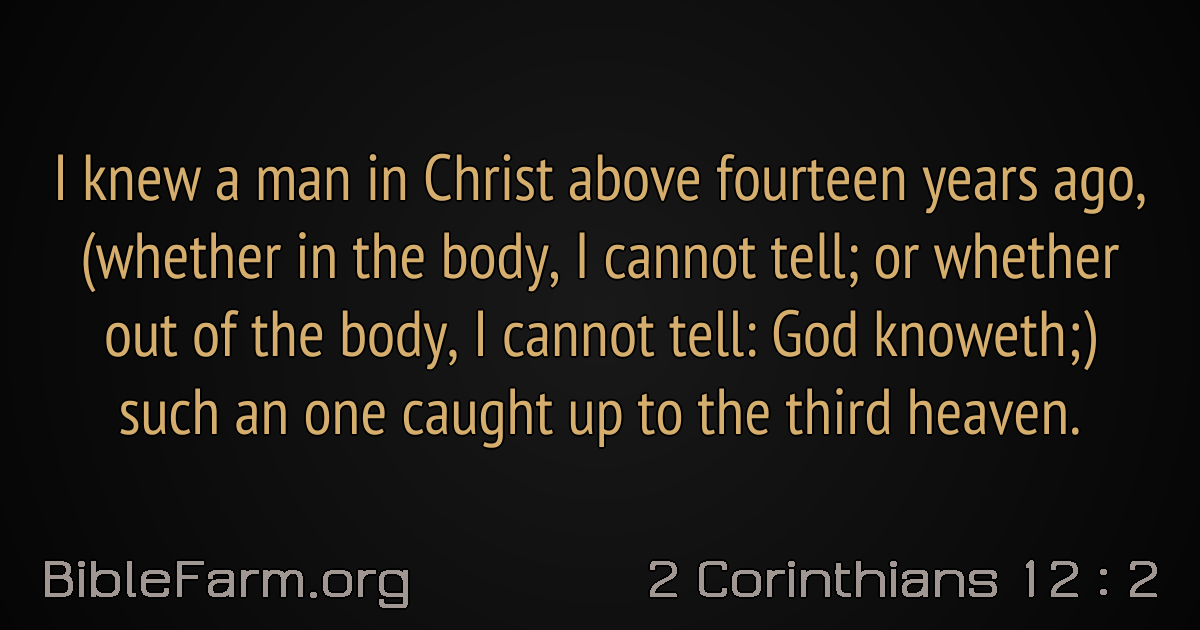 I knew a man in Christ above fourteen years ago,
(whether in the body, I cannot tell; or whether
out of the body, I cannot tell: God knoweth;)
such an one caught up to the third heaven.
BibleFarm.org
2 Corinthians 12 : 2